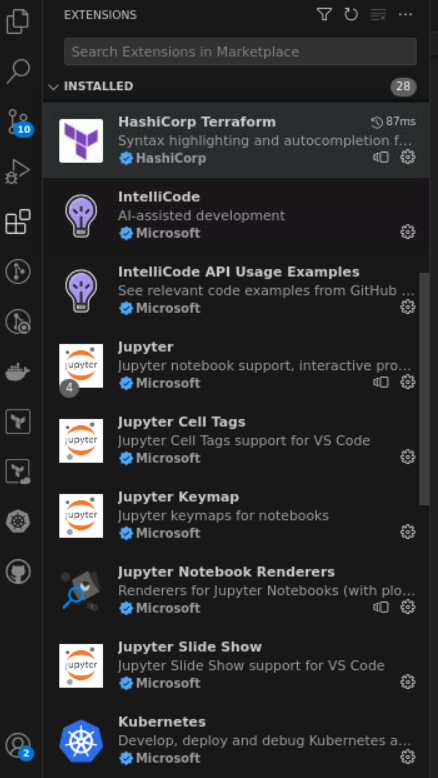 EXTENSIONS
Search Extensions in Marketplace
INSTALLED 28
HashiCorp Terraform 87ms
Syntax highlighting and autocompletion f...
HashiCorp
10
IntelliCode
AI-assisted development
Microsoft
IntelliCode API Usage Examples
See relevant code examples from GitHub ...
Microsoft
Jupyter
Jupyter notebook support, interactive pro...
Microsoft
jupyter
4
Jupyter Cell Tags
Jupyter Cell Tags support for VS Code
Microsoft
jupyter
Jupyter Keymap
Jupyter keymaps for notebooks
Microsoft
jupyter
Jupyter Notebook Renderers
Renderers for Jupyter Notebooks (with plo...
Microsoft
Jupyter Slide Show
Jupyter Slide Show support for VS Code
Microsoft
jupyter
Kubernetes
Develop, deploy and debug Kubernetes a...
Microsoft
2